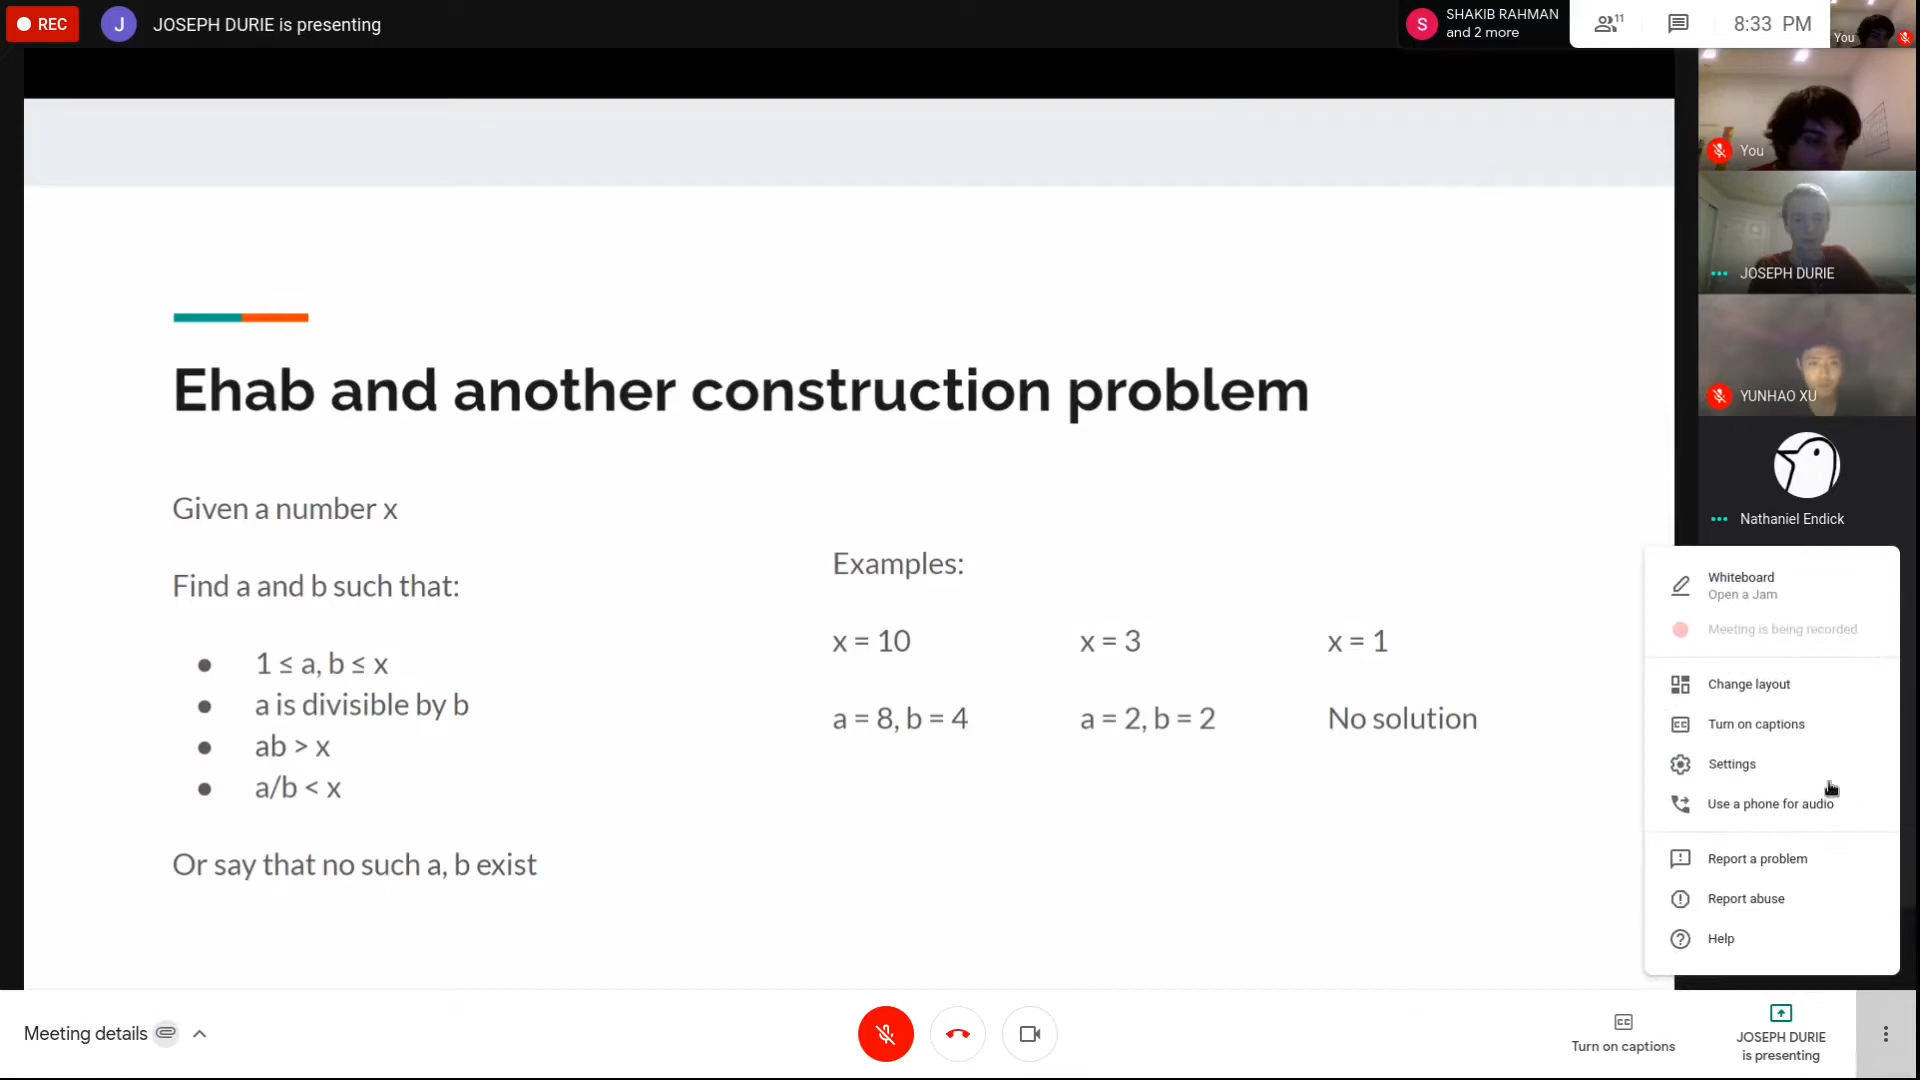 REC
J
JOSEPH DURIE is presenting
S
SHAKIB RAHMAN
and 2 more
11
8:33 PM
You
You
JOSEPH DURIE
YUNHAO XU
Nathaniel Endick
Ehab and another construction problem
Given a number x
Find a and b such that:
● 1 ≤ a, b ≤ x
● a is divisible by b
● ab > x
● a/b < x
Or say that no such a, b exist
Examples:
x = 10 x = 3 x = 1
a = 8, b = 4 a = 2, b = 2 No solution
Whiteboard
Open a Jam
Meeting is being recorded
Change layout
CC Turn on captions
Settings
Use a phone for audio
Report a problem
Report abuse
Help
Meeting details
CC
Turn on captions
JOSEPH DURIE
is presenting